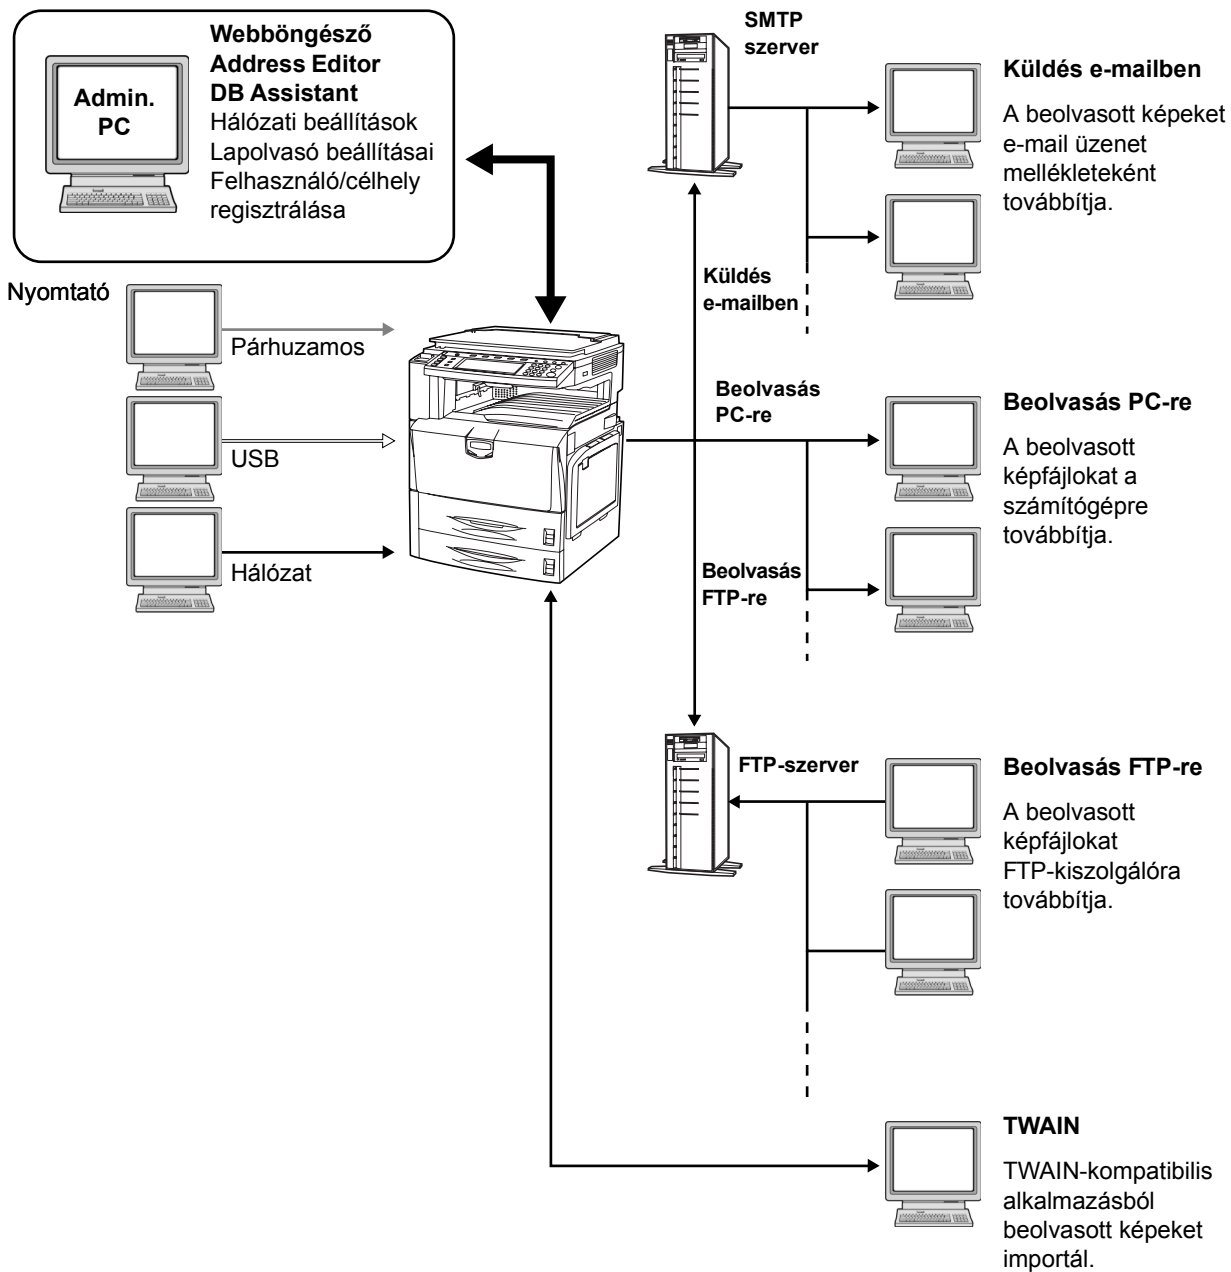 Webböngésző
Address Editor
DB Assistant
Hálózati beállítások
Lapolvasó beállításai
Felhasználó/célhely
regisztrálása
Admin.
PC
Nyomtató
Párhuzamos
USB
Hálózat
SMTP
szerver
Küldés e-mailben
A beolvasott képeket
e-mail üzenet
mellékleteként
továbbítja.
Küldés
e-mailben
Beolvasás
PC-re
Beolvasás PC-re
A beolvasott
képfájlokat a
számítógépre
továbbítja.
Beolvasás
FTP-re
FTP-szerver
Beolvasás FTP-re
A beolvasott
képfájlokat
FTP-kiszolgálóra
továbbítja.
TWAIN
TWAIN-kompatibilis
alkalmazásból
beolvasott képeket
importál.